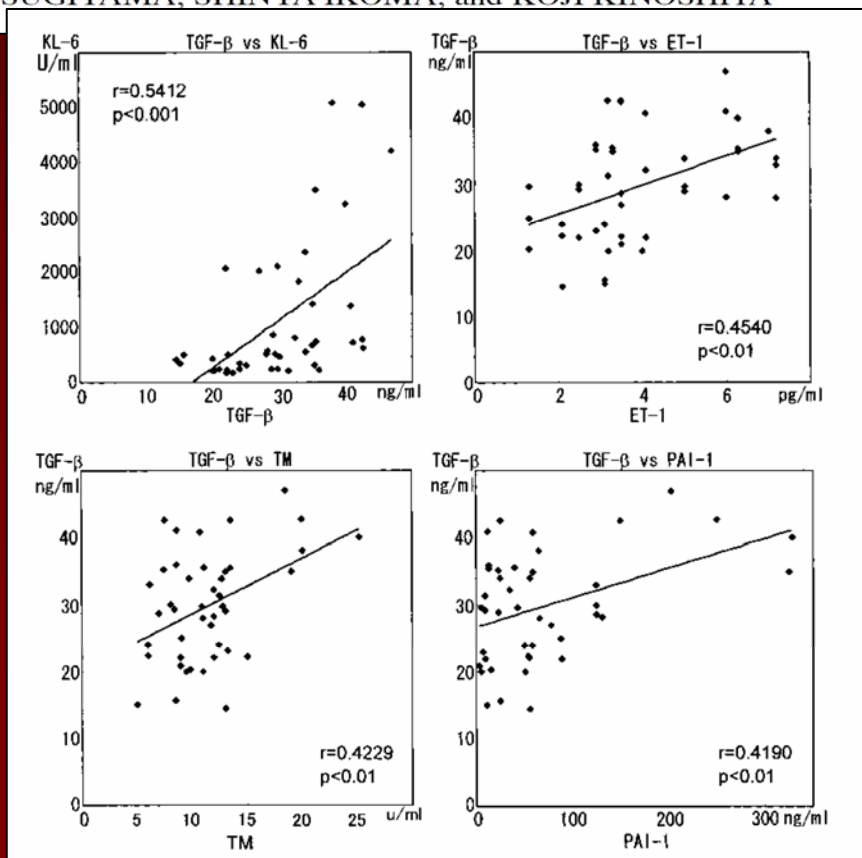 SUGIYAMA, SHINYA IKOMA, and KOJI KINOSHITA
KL-6
U/ml
TGF-β vs KL-6
r=0.5412
p<0.001
5000
4000
3000
2000
1000
0
0
10
20
30
40
ng/ml
TGF-β
TGF-β
ng/ml
TGF-β vs ET-1
40
30
20
10
0
r=0.4540
p<0.01
0
2
4
6
pg/ml
ET-1
TGF-β
ng/ml
TGF-β vs TM
40
30
20
10
0
r=0.4229
p<0.01
0
5
10
15
20
25
u/ml
TM
TGF-β
ng/ml
TGF-β vs PAI-1
40
30
20
10
0
r=0.4190
p<0.01
0
100
200
300 ng/ml
PAI-1